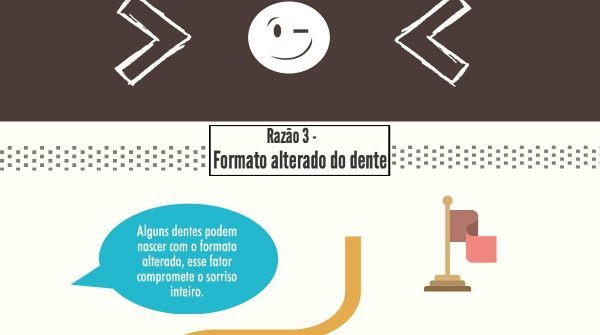 Razão 3 -
Formato alterado do dente
Alguns dentes podem
nascer com o formato
alterado, esse fator
compromete o sorriso
inteiro.